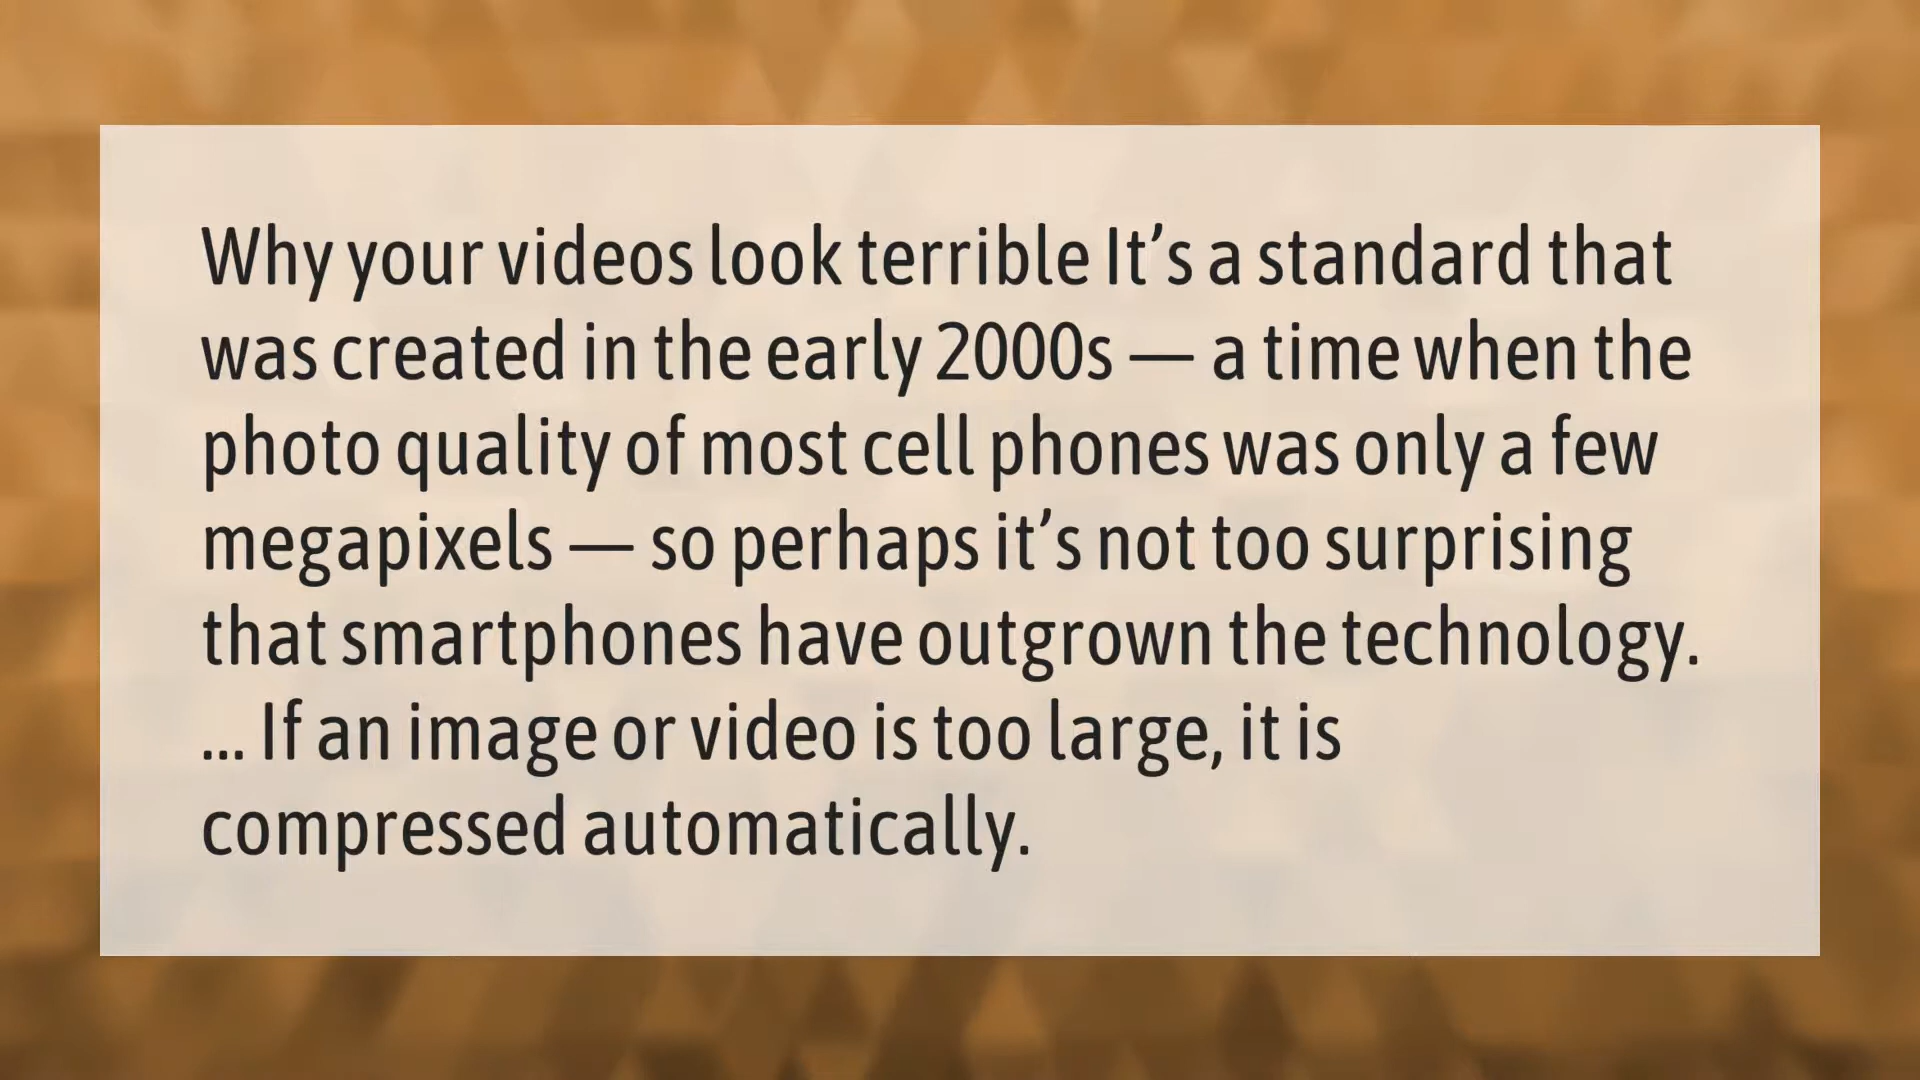 Why your videos look terrible It’s a standard that
was created in the early 2000s — a time when the
photo quality of most cell phones was only a few
megapixels — so perhaps it’s not too surprising
that smartphones have outgrown the technology.
... If an image or video is too large, it is
compressed automatically.